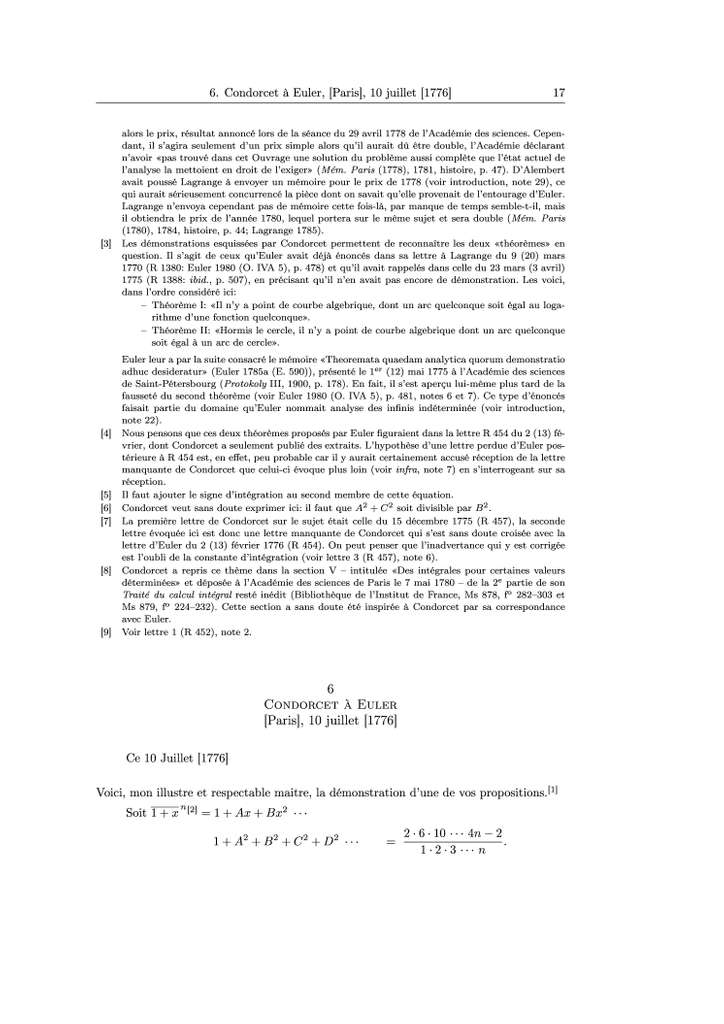 6. Condorcet à Euler, [Paris], 10 juillet [1776] 17
alors le prix, résultat annoncé lors de la séance du 29 avril 1778 de l'Académie des sciences. Cepen-
dant, il s'agira seulement d'un prix simple alors qu'il aurait dû être double, l'Académie déclarant
n'avoir «pas trouvé dans cet Ouvrage une solution du problème aussi complête que l'état actuel de
l'analyse la mettoient en droit de l'exiger» (Mém. Paris (1778), 1781, histoire, p. 47). D'Alembert
avait poussé Lagrange à envoyer un mémoire pour le prix de 1778 (voir introduction, note 29), ce
qui aurait sérieusement concurrencé la pièce dont on savait qu'elle provenait de l'entourage d'Euler.
Lagrange n'envoya cependant pas de mémoire cette fois-là, par manque de temps semble-t-il, mais
il obtiendra le prix de l'année 1780, lequel portera sur le même sujet et sera double (Mém. Paris
(1780), 1784, histoire, p. 44; Lagrange 1785).
[3] Les démonstrations esquissées par Condorcet permettent de reconnaître les deux «théorèmes» en
question. Il s'agit de ceux qu'Euler avait déjà énoncés dans sa lettre à Lagrange du 9 (20) mars
1770 (R 1380: Euler 1980 (O. IVA 5), p. 478) et qu'il avait rappelés dans celle du 23 mars (3 avril)
1775 (R 1388: ibid., p. 507), en précisant qu'il n'en avait pas encore de démonstration. Les voici,
dans l'ordre considéré ici:
– Théorême I: «Il n'y a point de courbe algebrique, dont un arc quelconque soit égal au loga-
rithme d'une fonction quelconque».
– Théorême II: «Hormis le cercle, il n'y a point de courbe algebrique dont un arc quelconque
soit égal à un arc de cercle».
Euler leur a par la suite consacré le mémoire «Theoremata quaedam analytica quorum demonstratio
adhuc desideratur» (Euler 1785a (E. 590)), présenté le 1er (12) mai 1775 à l'Académie des sciences
de Saint-Pétersbourg (Protokoly III, 1900, p. 178). En fait, il s'est aperçu lui-même plus tard de la
fausseté du second théorème (voir Euler 1980 (O. IVA 5), p. 481, notes 6 et 7). Ce type d'énoncés
faisait partie du domaine qu'Euler nommait analyse des infinis indéterminée (voir introduction,
note 22).
[4] Nous pensons que ces deux théorèmes proposés par Euler figuraient dans la lettre R 454 du 2 (13) fé-
vrier, dont Condorcet a seulement publié des extraits. L'hypothèse d'une lettre perdue d'Euler pos-
térieure à R 454 est, en effet, peu probable car il y aurait certainement accusé réception de la lettre
manquante de Condorcet que celui-ci évoque plus loin (voir infra, note 7) en s'interrogeant sur sa
réception.
[5] Il faut ajouter le signe d'intégration au second membre de cette équation.
[6] Condorcet veut sans doute exprimer ici: il faut que A² + C² soit divisible par B².
[7] La première lettre de Condorcet sur le sujet était celle du 15 décembre 1775 (R 457), la seconde
lettre évoquée ici est donc une lettre manquante de Condorcet qui s'est sans doute croisée avec la
lettre d'Euler du 2 (13) février 1776 (R 454). On peut penser que l'inadvertance qui y est corrigée
est l'oubli de la constante d'intégration (voir lettre 3 (R 457), note 6).
[8] Condorcet a repris ce thème dans la section V – intitulée «Des intégrales pour certaines valeurs
déterminées» et déposée à l'Académie des sciences de Paris le 7 mai 1780 – de la 2e partie de son
Traité du calcul intégral resté inédit (Bibliothèque de l'Institut de France, Ms 878, fº 282–303 et
Ms 879, fº 224–232). Cette section a sans doute été inspirée à Condorcet par sa correspondance
avec Euler.
[9] Voir lettre 1 (R 452), note 2.
6
Condorcet à Euler
[Paris], 10 juillet [1776]
Ce 10 Juillet [1776]
Voici, mon illustre et respectable maitre, la démonstration d'une de vos propositions.[1]
Soit 1 + x n[2] = 1 + Ax + Bx² ···
1 + A² + B² + C² + D² ··· = 2 · 6 · 10 ··· 4n − 2 / 1 · 2 · 3 ··· n .